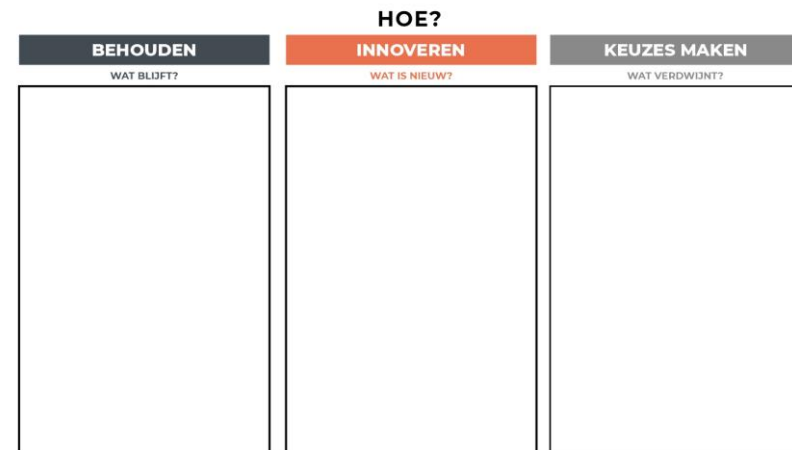 HOE?
BEHOUDEN
WAT BLIJFT?
INNOVEREN
WAT IS NIEUW?
KEUZES MAKEN
WAT VERDWIJNT?